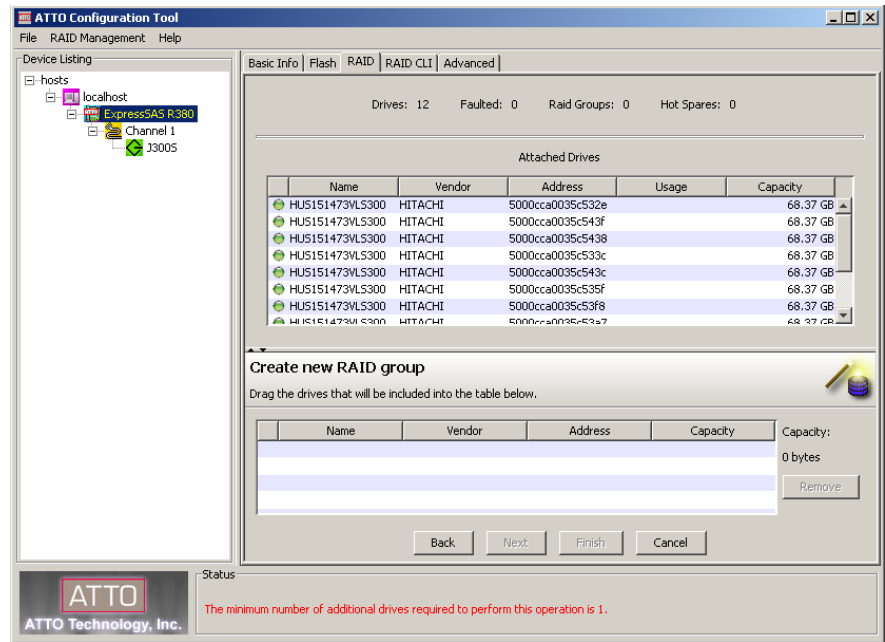 ATTO Configuration Tool
File RAID Management Help
Device Listing
hosts
localhost
ExpressSAS R380
Channel 1
J300S
Basic Info Flash RAID RAID CLI Advanced
Drives: 12 Faulted: 0 Raid Groups: 0 Hot Spares: 0
Attached Drives
Name Vendor Address Usage Capacity
HUS151473VLS300 HITACHI 5000cca0035c532e 68.37 GB
HUS151473VLS300 HITACHI 5000cca0035c543f 68.37 GB
HUS151473VLS300 HITACHI 5000cca0035c5438 68.37 GB
HUS151473VLS300 HITACHI 5000cca0035c533c 68.37 GB
HUS151473VLS300 HITACHI 5000cca0035c543c 68.37 GB
HUS151473VLS300 HITACHI 5000cca0035c535f 68.37 GB
HUS151473VLS300 HITACHI 5000cca0035c53f8 68.37 GB
HUS151473VLS300 HITACHI 5000cca0035c53a7 68.37 GB
Create new RAID group
Drag the drives that will be included into the table below.
Name Vendor Address Capacity
Capacity:
0 bytes
Remove
Back Next Finish Cancel
Status
ATTO
ATTO Technology, Inc.
The minimum number of additional drives required to perform this operation is 1.